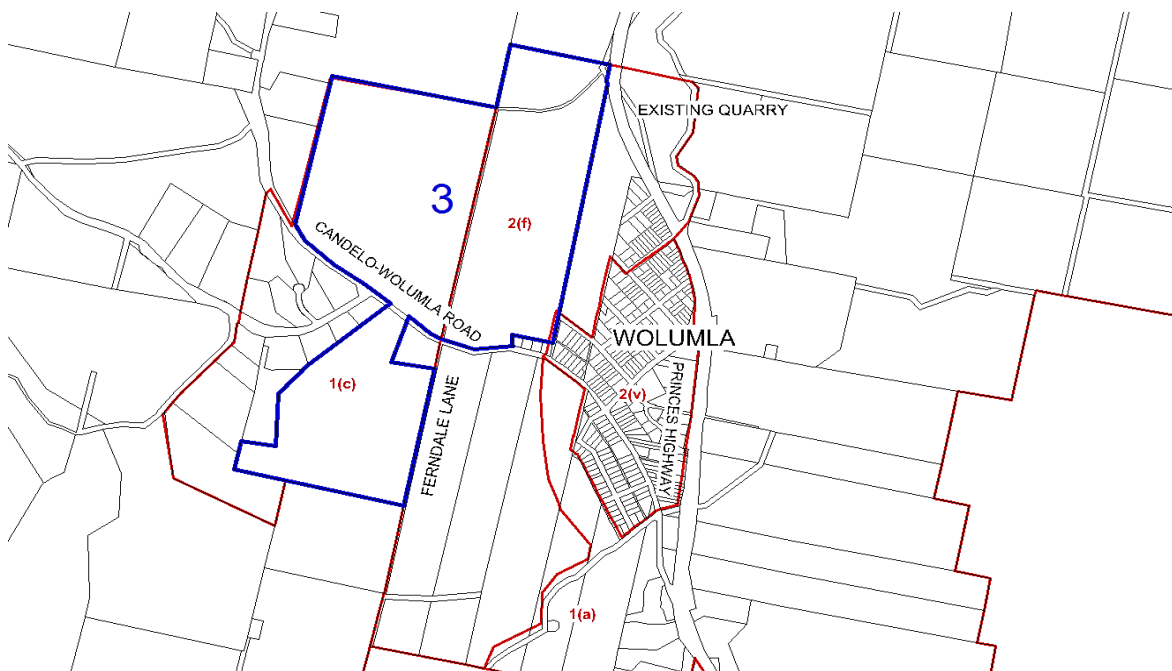 EXISTING QUARRY
3
2(f)
CANDELO-WOLUMLA ROAD
WOLUMLA
1(c)
2(v)
PRINCES HIGHWAY
FERNDALE LANE
1(a)